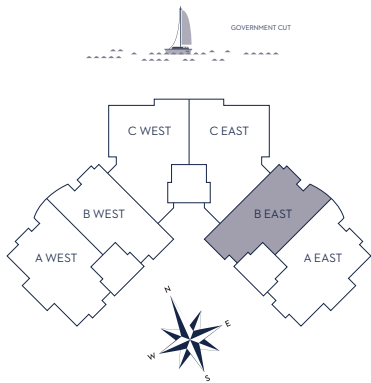 GOVERNMENT CUT
C WEST
C EAST
B WEST
B EAST
A WEST
A EAST
N
E
W
S